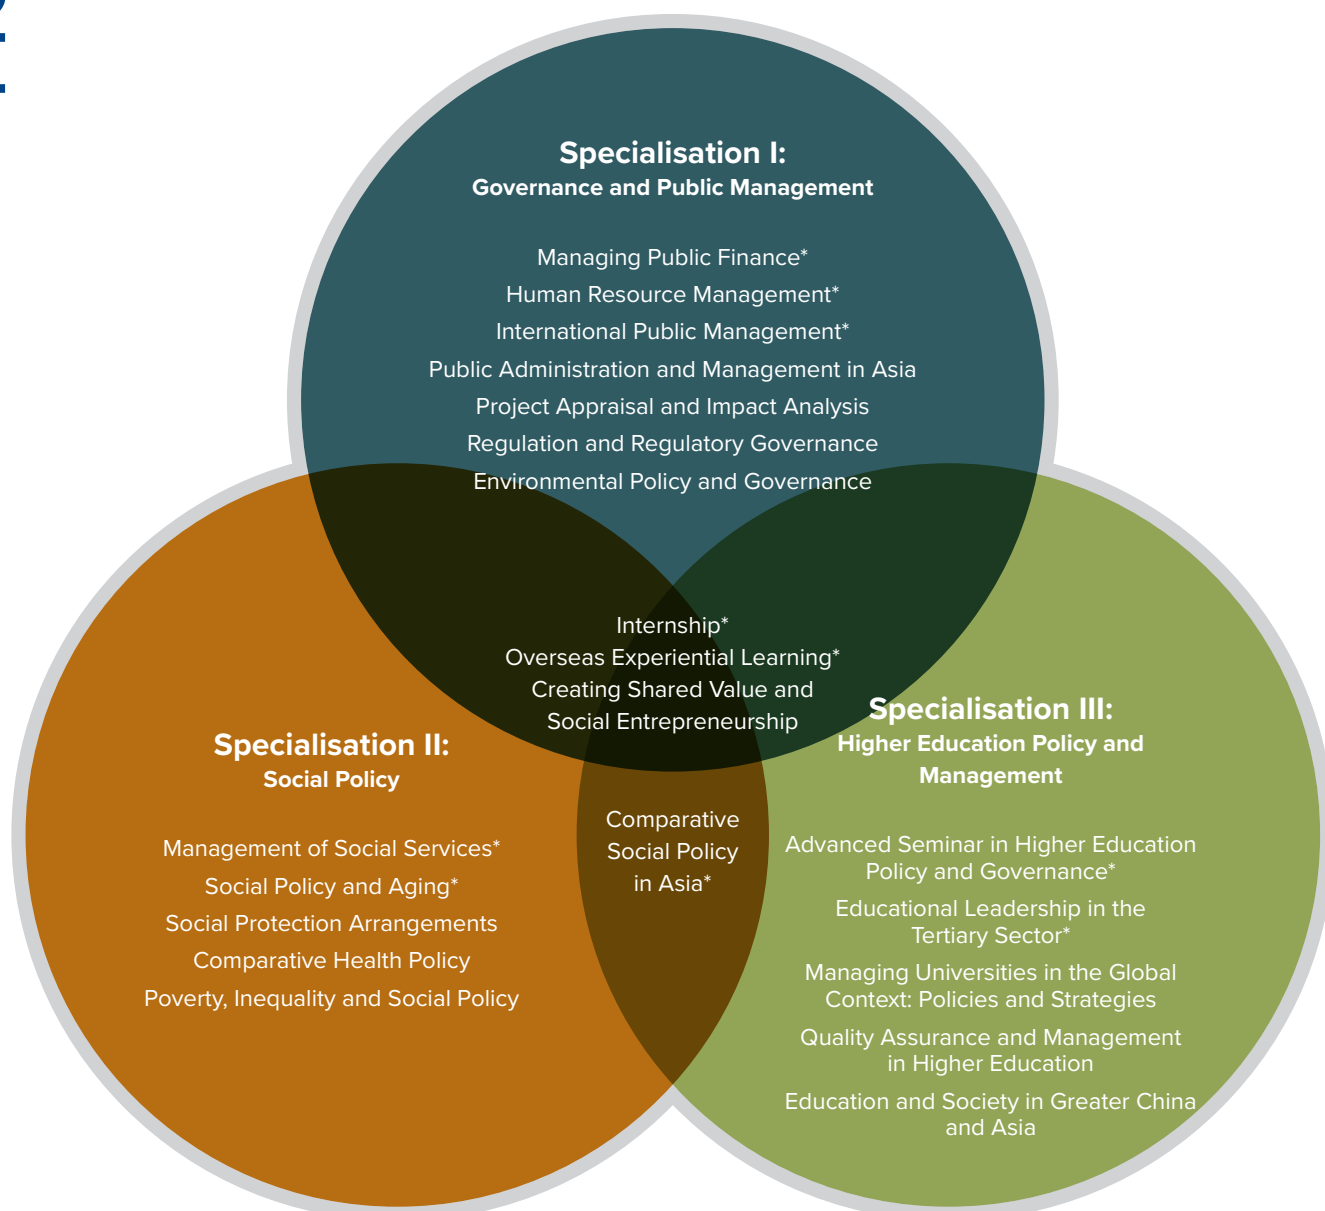 Specialisation I:
Governance and Public Management
Managing Public Finance*
Human Resource Management*
International Public Management*
Public Administration and Management in Asia
Project Appraisal and Impact Analysis
Regulation and Regulatory Governance
Environmental Policy and Governance
Internship*
Overseas Experiential Learning*
Creating Shared Value and
Social Entrepreneurship
Specialisation II:
Social Policy
Management of Social Services*
Social Policy and Aging*
Social Protection Arrangements
Comparative Health Policy
Poverty, Inequality and Social Policy
Comparative
Social Policy
in Asia*
Specialisation III:
Higher Education Policy and
Management
Advanced Seminar in Higher Education
Policy and Governance*
Educational Leadership in the
Tertiary Sector*
Managing Universities in the Global
Context: Policies and Strategies
Quality Assurance and Management
in Higher Education
Education and Society in Greater China
and Asia